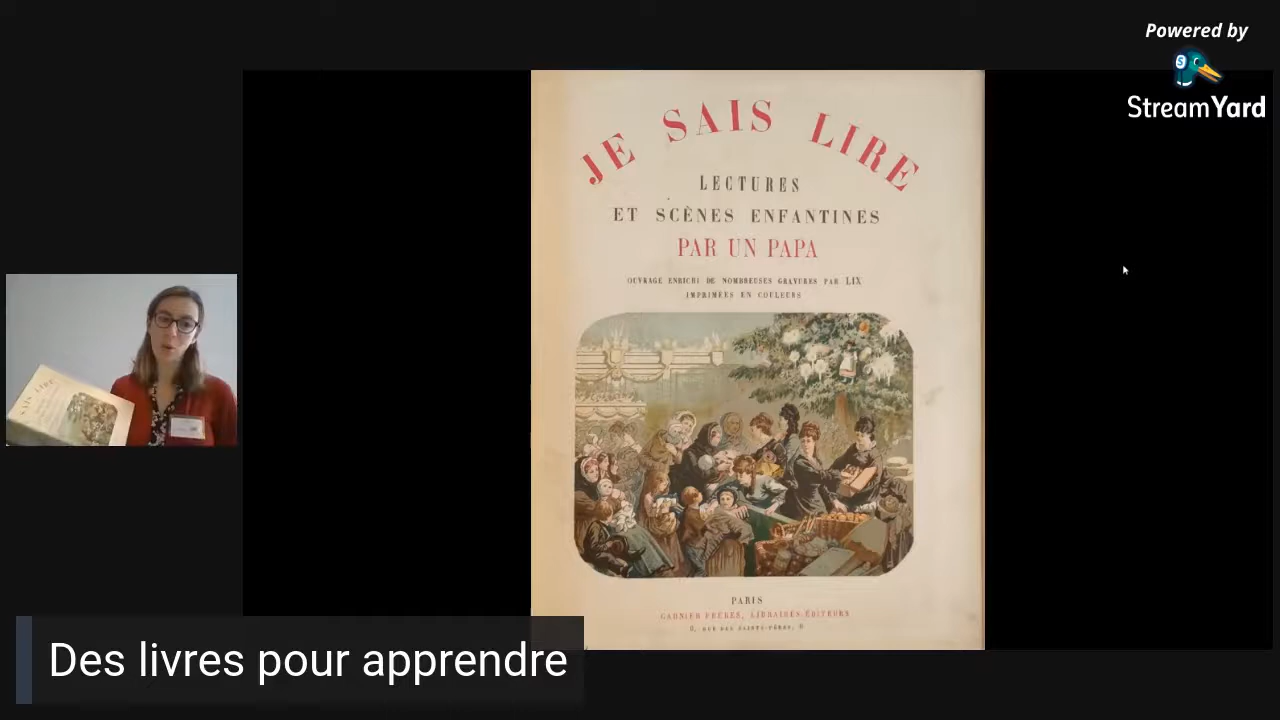 Powered by
StreamYard
JE SAIS LIRE
LECTURES
ET SCÈNES ENFANTINES
PAR UN PAPA
OUVRAGE ENRICHI DE NOMBREUSES GRAVURES PAR LIX
IMPRIMÉES EN COULEURS
PARIS
GARNIER FRÈRES, LIBRAIRES-ÉDITEURS
6, RUE DES SAINTS-PÈRES, 6
SAIS LIRE
Des livres pour apprendre